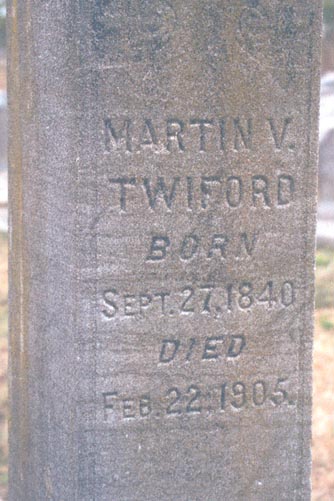 MARTIN V.
TWIFORD
BORN
SEPT. 27, 1840
DIED
FEB. 22. 1905.